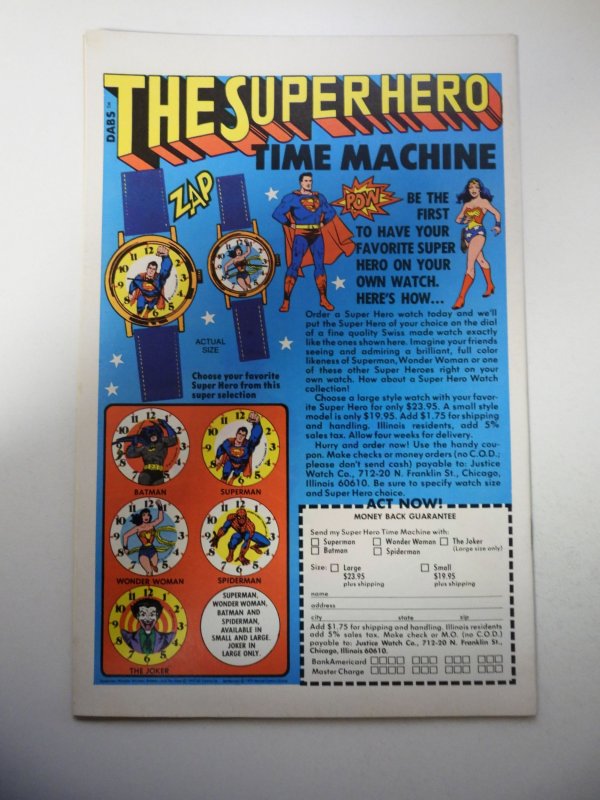 DABS™
THE SUPER HERO
TIME MACHINE
ZAP
POW
BE THE
FIRST
TO HAVE YOUR
FAVORITE SUPER
HERO ON YOUR
OWN WATCH.
HERE'S HOW...
ACTUAL
SIZE
Choose your favorite
Super Hero from this
super selection
Order a Super Hero watch today and we'll
put the Super Hero of your choice on the dial
of a fine quality Swiss made watch exactly
like the ones shown here. Imagine your friends
seeing and admiring a brilliant, full color
likeness of Superman, Wonder Woman or one
of these other Super Heroes right on your
own watch. How about a Super Hero Watch
collection!
Choose a large style watch with your favor-
ite Super Hero for only $23.95. A small style
model is only $19.95. Add $1.75 for shipping
and handling. Illinois residents, add 5%
sales tax. Allow four weeks for delivery.
Hurry and order now! Use the handy cou-
pon. Make checks or money orders (no C.O.D.;
please don't send cash) payable to: Justice
Watch Co., 712-20 N. Franklin St., Chicago,
Illinois 60610. Be sure to specify watch size
and Super Hero choice.
ACT NOW!
BATMAN
SUPERMAN
WONDER WOMAN
SPIDERMAN
THE JOKER
SUPERMAN,
WONDER WOMAN,
BATMAN AND
SPIDERMAN,
AVAILABLE IN
SMALL AND LARGE.
JOKER IN
LARGE ONLY.
MONEY BACK GUARANTEE
Send my Super Hero Time Machine with:
Superman Wonder Woman The Joker
Batman Spiderman (Large size only)
Size: Large Small
$23.95 $19.95
plus shipping plus shipping
name
address
city state zip
Add $1.75 for shipping and handling. Illinois residents
add 5% sales tax. Make check or M.O. (no C.O.D.)
payable to: Justice Watch Co., 712-20 N. Franklin St.,
Chicago, Illinois 60610.
BankAmericard
Master Charge